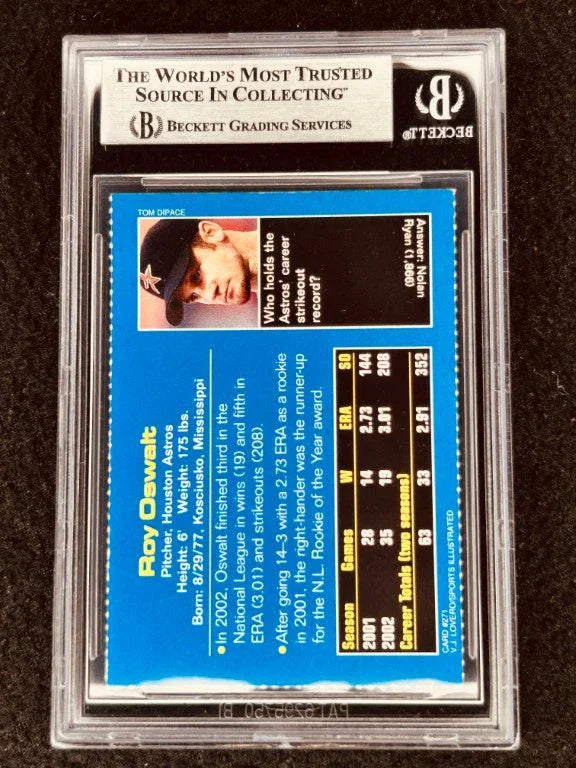 THE WORLD'S MOST TRUSTED
SOURCE IN COLLECTING™
BECKETT GRADING SERVICES
B
BECKETT®
TOM DIPACE
Who holds the
Astros' career
strikeout
record?
Answer: Nolan
Ryan (1,866)
Roy Oswalt
Pitcher, Houston Astros
Height: 6' Weight: 175 lbs.
Born: 8/29/77, Kosciusko, Mississippi
• In 2002, Oswalt finished third in the
National League in wins (19) and fifth in
ERA (3.01) and strikeouts (208).
• After going 14–3 with a 2.73 ERA as a rookie
in 2001, the right-hander was the runner-up
for the N.L. Rookie of the Year award.
Season Games W ERA SO
2001 28 14 2.73 144
2002 35 19 3.01 208
Career Totals (two seasons)
63 33 2.91 352
CARD #271
V.J. LOVERO/SPORTS ILLUSTRATED